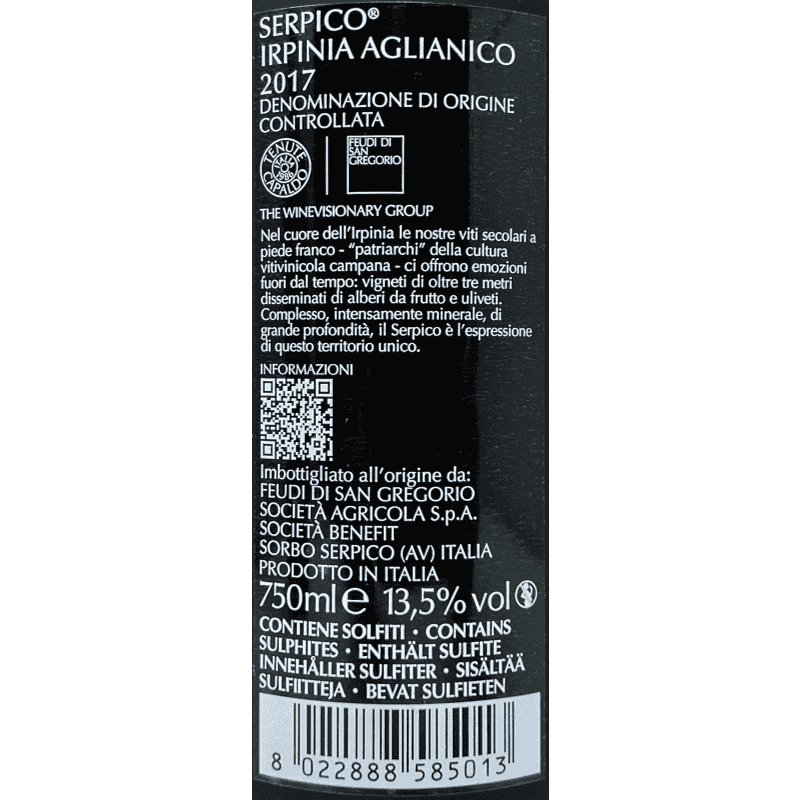 SERPICO®
IRPINIA AGLIANICO
2017
DENOMINAZIONE DI ORIGINE
CONTROLLATA
TENUTE
CAPALDO
ITALIA
1986
FEUDI DI
SAN
GREGORIO
THE WINEVISIONARY GROUP
Nel cuore dell'Irpinia le nostre viti secolari a
piede franco - “patriarchi” della cultura
vitivinicola campana - ci offrono emozioni
fuori dal tempo: vigneti di oltre tre metri
disseminati di alberi da frutto e uliveti.
Complesso, intensamente minerale, di
grande profondità, il Serpico è l'espressione
di questo territorio unico.
INFORMAZIONI
Imbottigliato all'origine da:
FEUDI DI SAN GREGORIO
SOCIETÀ AGRICOLA S.p.A.
SOCIETÀ BENEFIT
SORBO SERPICO (AV) ITALIA
PRODOTTO IN ITALIA
750ml e 13,5% vol
CONTIENE SOLFITI • CONTAINS
SULPHITES • ENTHÄLT SULFITE
INNEHÅLLER SULFITER • SISÄLTÄÄ
SULFIITTEJA • BEVAT SULFIETEN
8 022888 585013